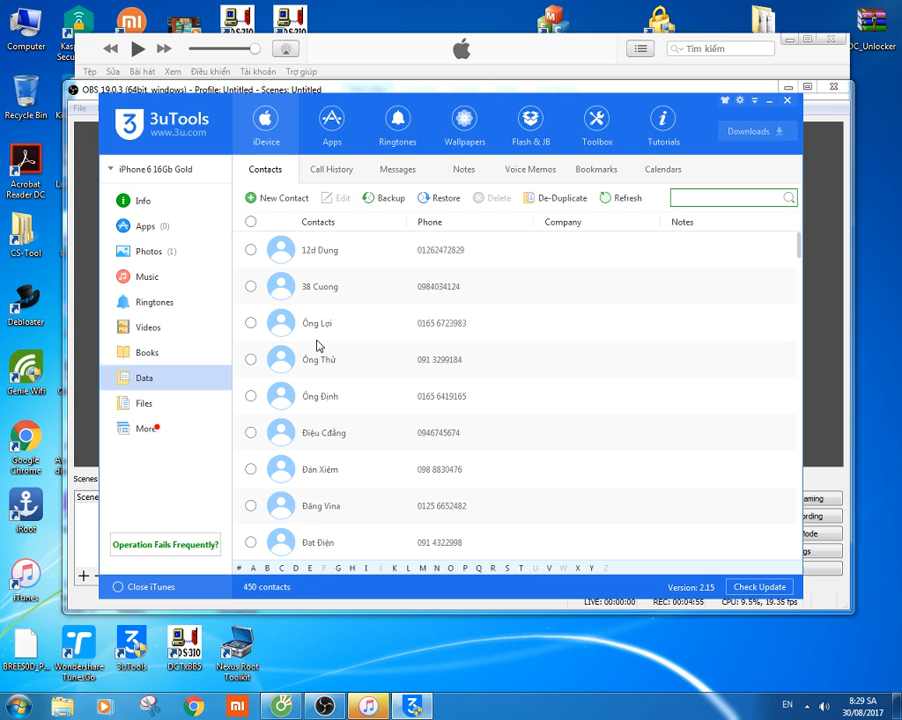 Computer
Recycle Bin
Acrobat
Reader DC
CS-Tool
Debloater
Genie Wifi
Google
Chrome
iRoot
iTunes
DC_Unlocker
Tìm kiếm
Tệp Sửa Bài hát Xem Điều khiển Tài khoản Trợ giúp
OBS 19.0.3 (64bit, windows) - Profile: Untitled - Scenes: Untitled
File
3uTools
www.3u.com
iDevice
Apps
Ringtones
Wallpapers
Flash & JB
Toolbox
Tutorials
Downloads
iPhone 6 16Gb Gold
Contacts Call History Messages Notes Voice Memos Bookmarks Calendars
New Contact Edit Backup Restore Delete De-Duplicate Refresh
Info
Apps (0)
Photos (1)
Music
Ringtones
Videos
Books
Data
Files
More
Operation Fails Frequently?
Contacts Phone Company Notes
12d Dung 01262472829
38 Cuong 0984034124
Ông Lợi 0165 6723983
Ông Thứ 091 3299184
Ông Định 0165 6419165
Điệu Cđẳng 0946745674
Đán Xiêm 098 8830476
Đăng Vina 0125 6652482
Đạt Điện 091 4322998
# A B C D E F G H I J K L M N O P Q R S T U V W X Y Z
Close iTunes
450 contacts
Version: 2.15
Check Update
Scenes
Scene
LIVE: 00:00:00 REC: 00:04:55 CPU: 9.5%, 19.35 fps
BREE50D_P...
Wondershare
TunesGo
3uTools
DS-310
DCTxBB5
Nexus Root
Toolkit
EN
8:29 SA
30/08/2017